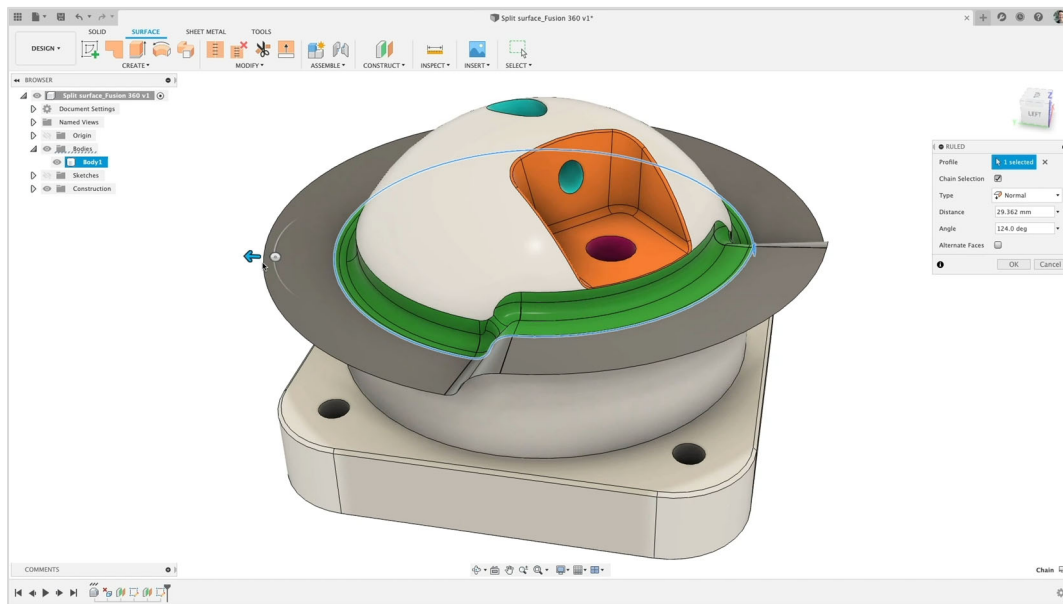 Split surface_Fusion 360 v1*
SOLID SURFACE SHEET METAL TOOLS
DESIGN
CREATE MODIFY ASSEMBLE CONSTRUCT INSPECT INSERT SELECT
BROWSER
Split surface_Fusion 360 v1
Document Settings
Named Views
Origin
Bodies
Body1
Sketches
Construction
Z
LEFT
RULED
Profile 1 selected
Chain Selection
Type Normal
Distance 29.362 mm
Angle 124.0 deg
Alternate Faces
OK Cancel
COMMENTS
Chain